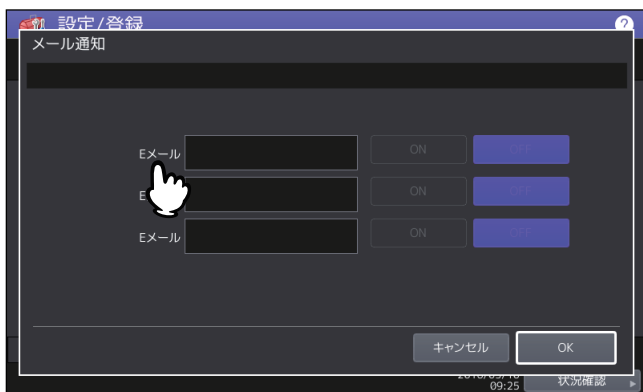 設定/登録
?
メール通知
Eメール ON OFF
E ON OFF
Eメール ON OFF
キャンセル OK
09:25 状況確認